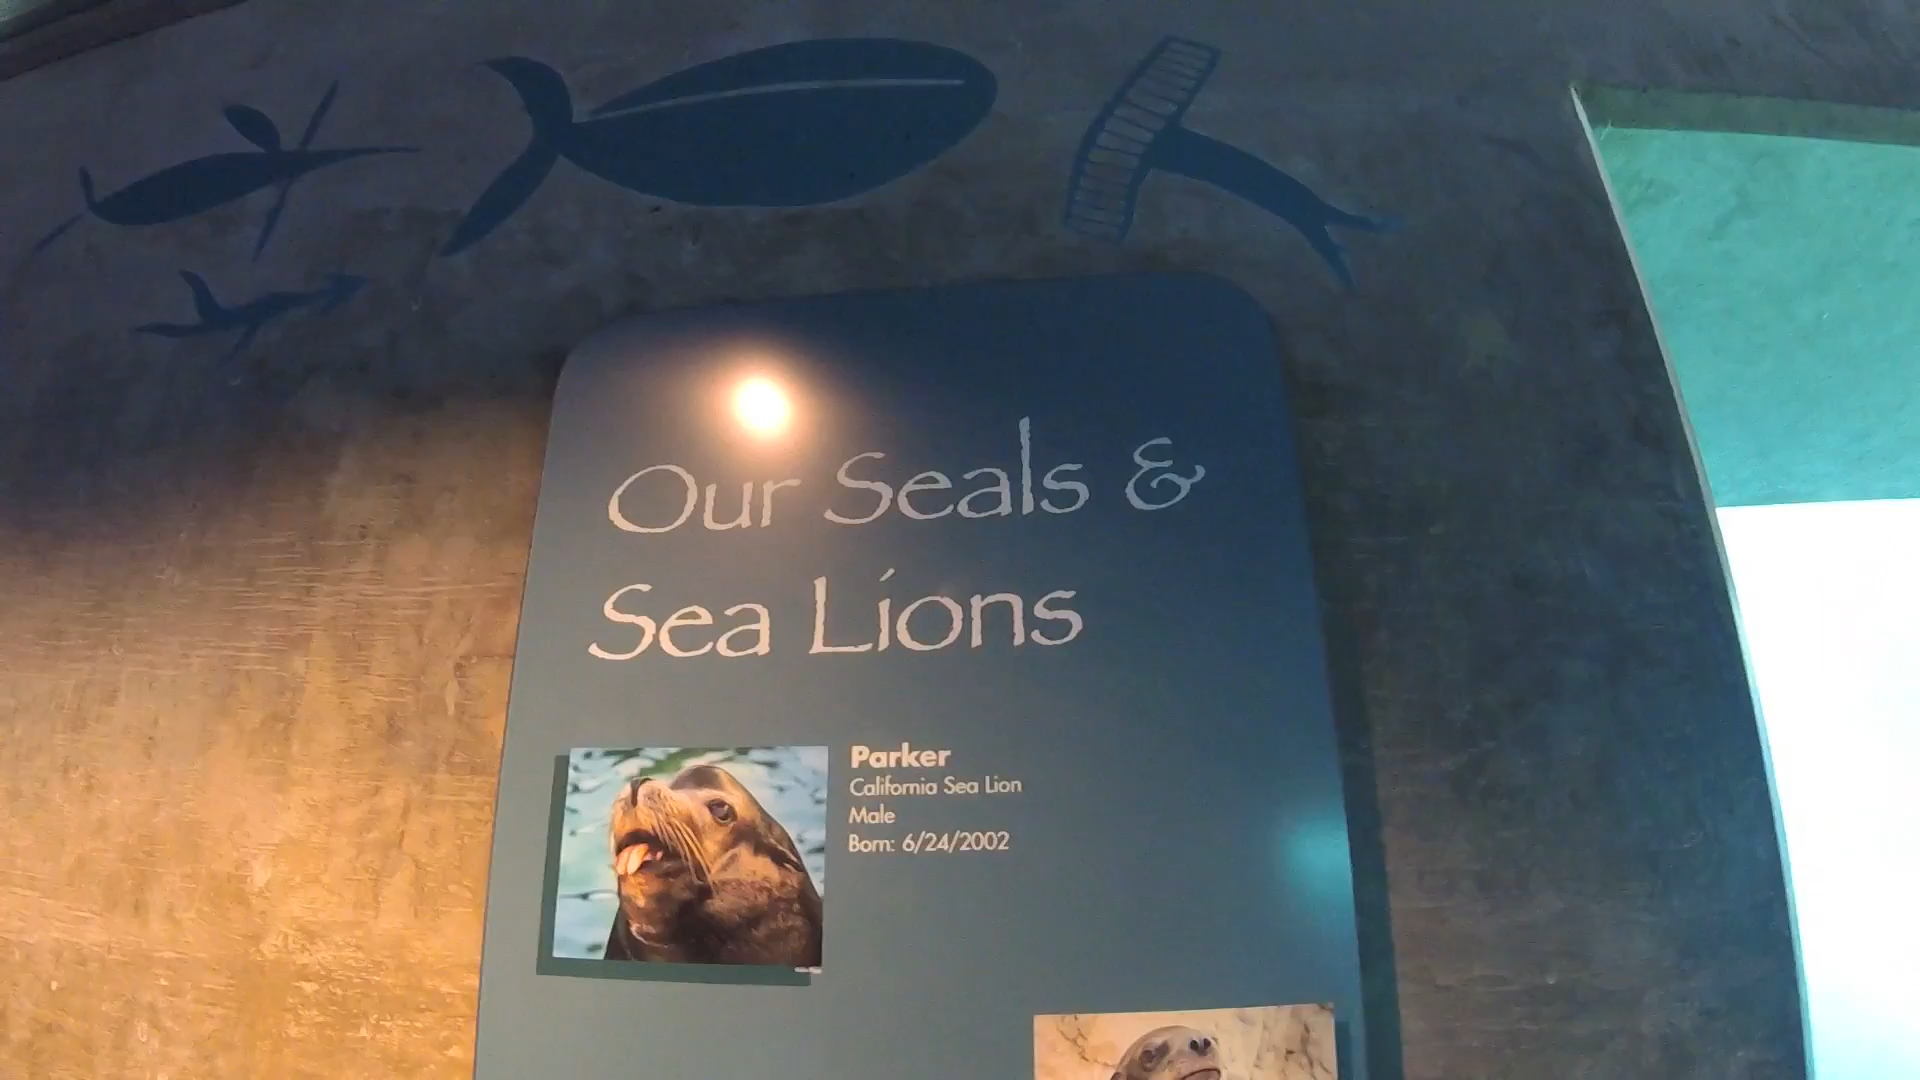 Our Seals &
Sea Lions
Parker
California Sea Lion
Male
Born: 6/24/2002